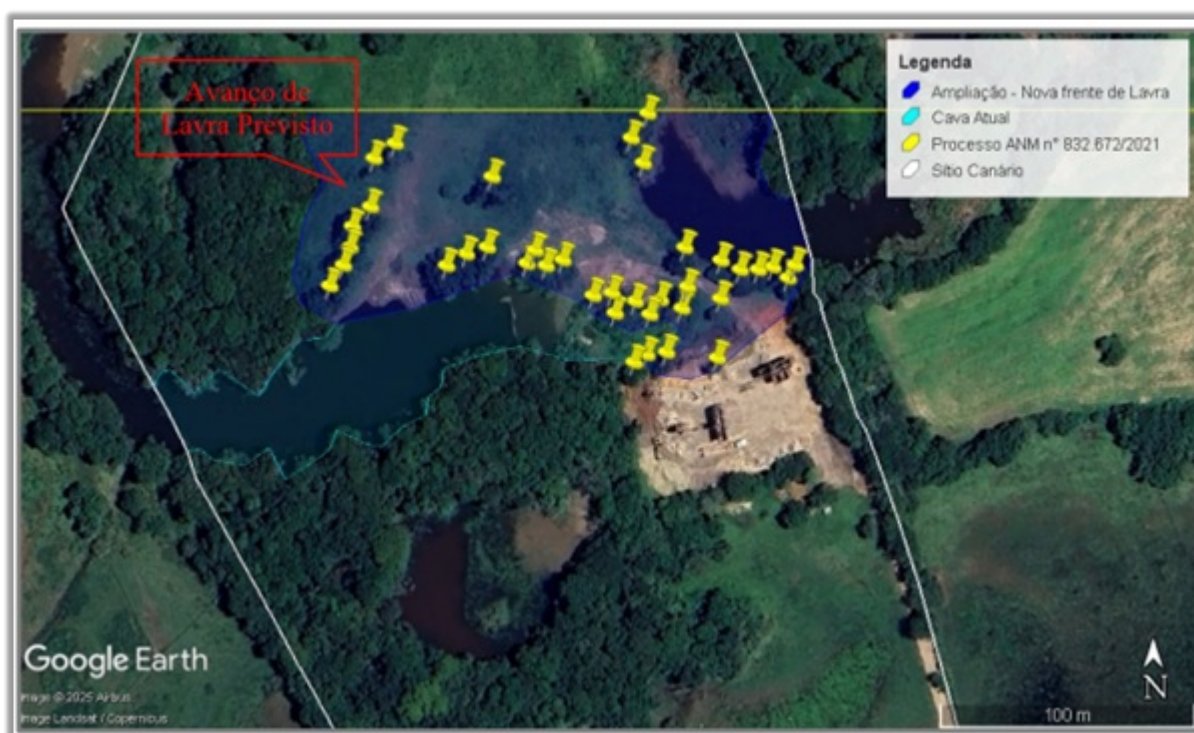 Avanço de
Lavra Previsto
Legenda
Ampliação - Nova frente de Lavra
Cava Atual
Processo ANM n° 832.672/2021
Sítio Canário
Google Earth
Image © 2025 Airbus
Image Landsat / Copernicus
N
100 m